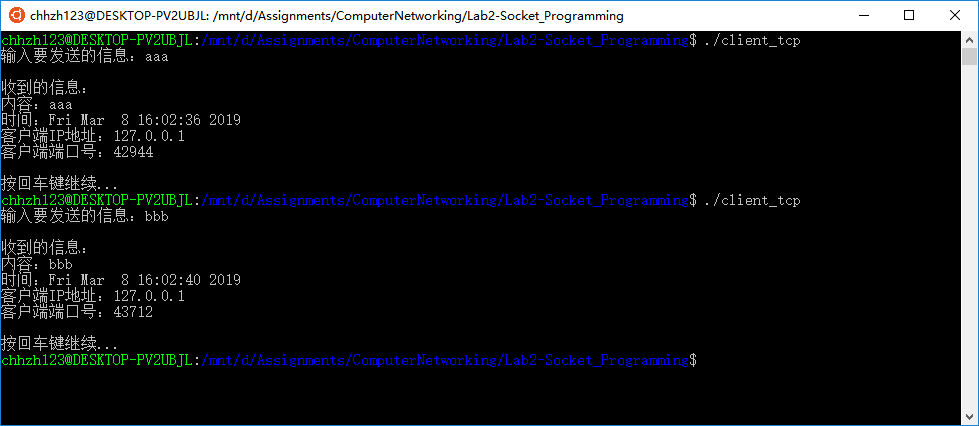 chhzh123@DESKTOP-PV2UBJL: /mnt/d/Assignments/ComputerNetworking/Lab2-Socket_Programming
chhzh123@DESKTOP-PV2UBJL:/mnt/d/Assignments/ComputerNetworking/Lab2-Socket_Programming$ ./client_tcp
输入要发送的信息：aaa
收到的信息：
内容：aaa
时间：Fri Mar  8 16:02:36 2019
客户端IP地址：127.0.0.1
客户端端口号：42944
按回车键继续...
chhzh123@DESKTOP-PV2UBJL:/mnt/d/Assignments/ComputerNetworking/Lab2-Socket_Programming$ ./client_tcp
输入要发送的信息：bbb
收到的信息：
内容：bbb
时间：Fri Mar  8 16:02:40 2019
客户端IP地址：127.0.0.1
客户端端口号：43712
按回车键继续...
chhzh123@DESKTOP-PV2UBJL:/mnt/d/Assignments/ComputerNetworking/Lab2-Socket_Programming$